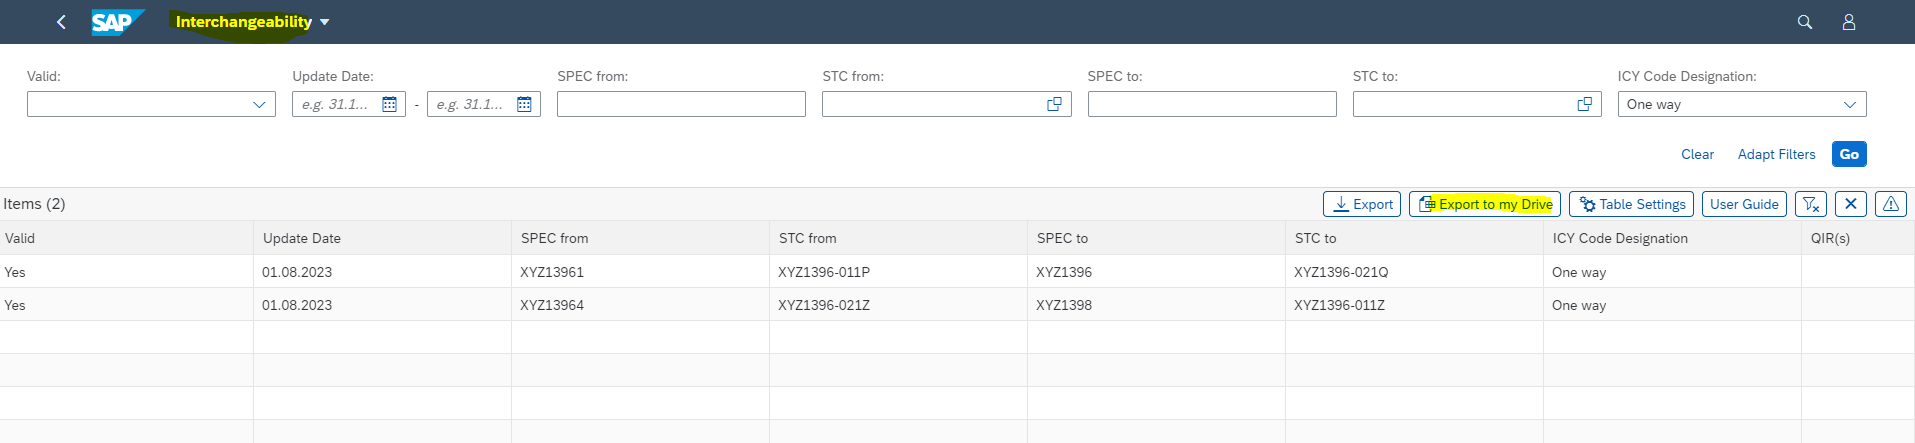 SAP Interchangeability
Valid: Update Date: SPEC from: STC from: SPEC to: STC to: ICY Code Designation:
e.g. 31.1... - e.g. 31.1... One way
Clear Adapt Filters Go
Items (2) Export Export to my Drive Table Settings User Guide
Valid Update Date SPEC from STC from SPEC to STC to ICY Code Designation QIR(s)
Yes 01.08.2023 XYZ13961 XYZ1396-011P XYZ1396 XYZ1396-021Q One way
Yes 01.08.2023 XYZ13964 XYZ1396-021Z XYZ1398 XYZ1396-011Z One way